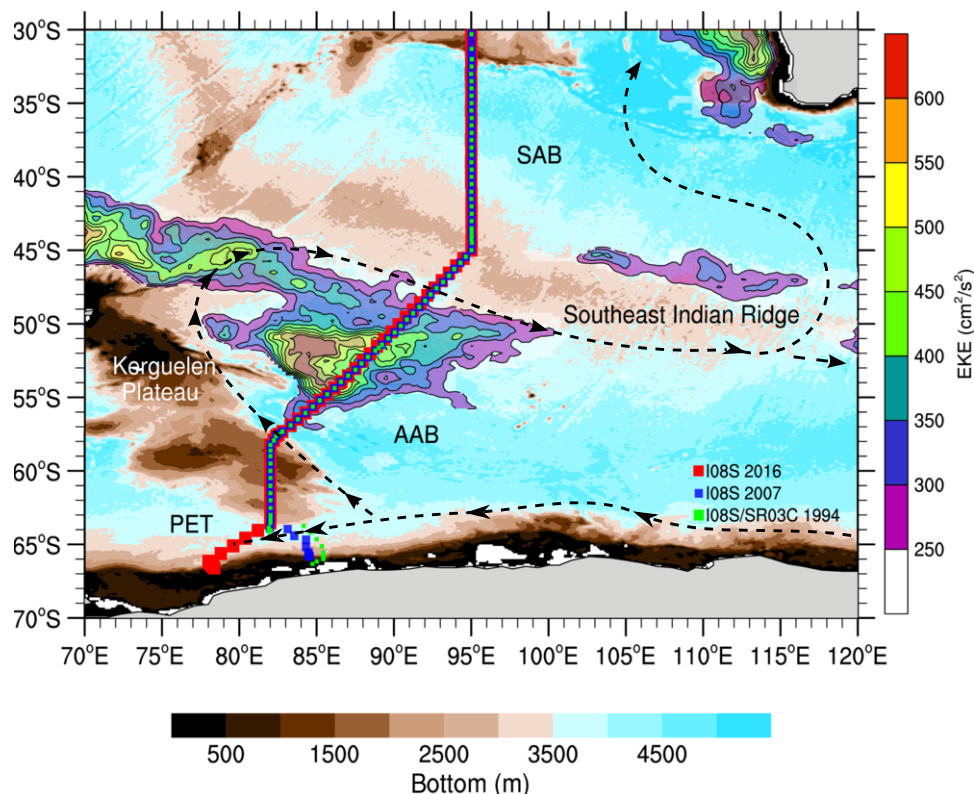 30°S
35°S
40°S
45°S
50°S
55°S
60°S
65°S
70°S
SAB
Southeast Indian Ridge
Kerguelen
Plateau
AAB
PET
I08S 2016
I08S 2007
I08S/SR03C 1994
70°E 75°E 80°E 85°E 90°E 95°E 100°E 105°E 110°E 115°E 120°E
600
550
500
450
400
350
300
250
EKE (cm²/s²)
500 1500 2500 3500 4500
Bottom (m)